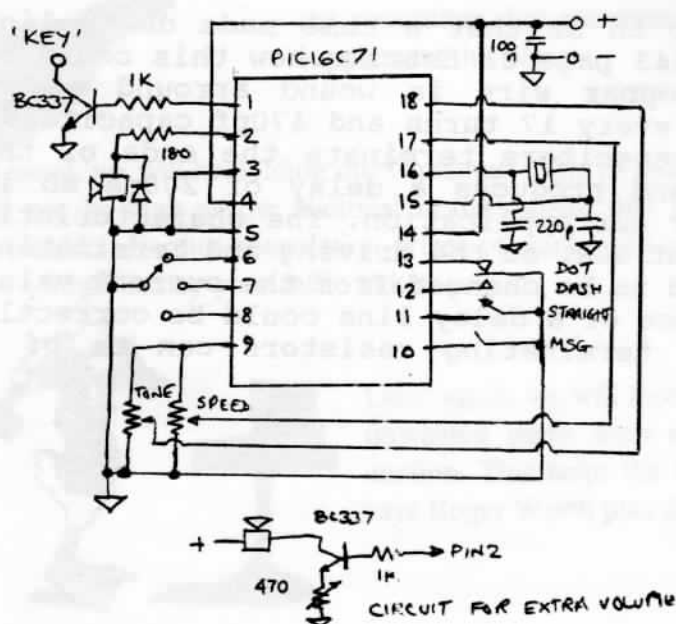 'KEY'
BC337
1K
180
PIC16C71
1
2
3
4
5
6
7
8
9
18
17
16
15
14
13
12
11
10
100n
+
−
220p
DOT
DASH
STRAIGHT
MSG
TONE
SPEED
BC337
+
1K
PIN2
470
CIRCUIT FOR EXTRA VOLUME